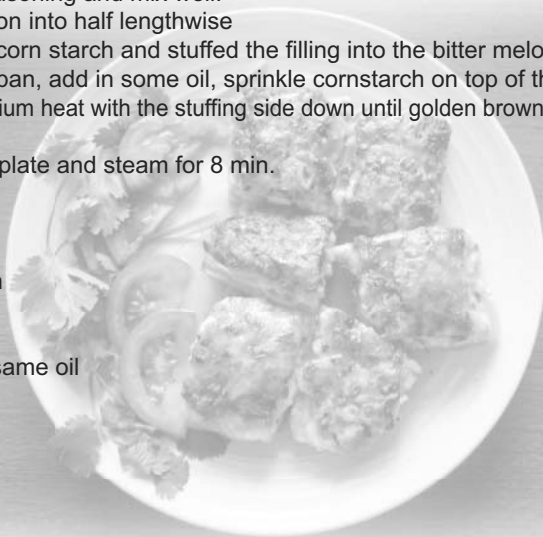 on into half lengthwise
corn starch and stuffed the filling into the bitter melo
pan, add in some oil, sprinkle cornstarch on top of t
ium heat with the stuffing side down until golden brown
plate and steam for 8 min.
same oil